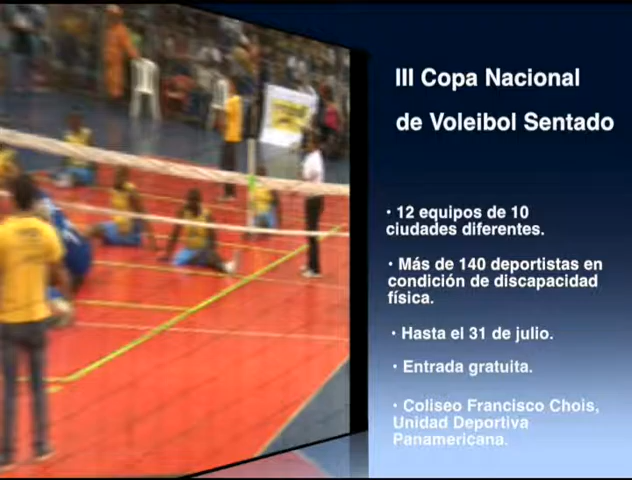 III Copa Nacional
de Voleibol Sentado
· 12 equipos de 10
ciudades diferentes.
· Más de 140 deportistas en
condición de discapacidad
física.
· Hasta el 31 de julio.
· Entrada gratuita.
· Coliseo Francisco Chois,
Unidad Deportiva
Panamericana.